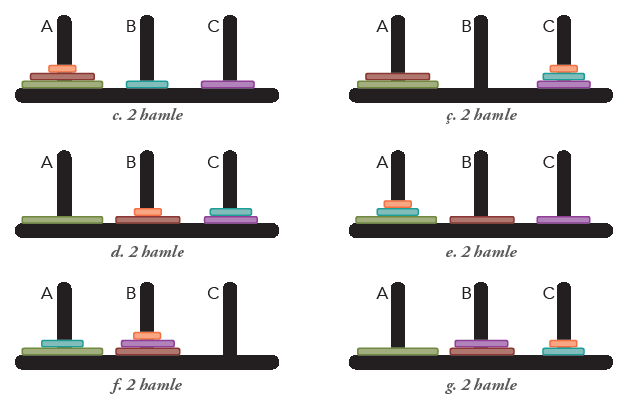 A B C
A B C
c. 2 hamle
ç. 2 hamle
A B C
A B C
d. 2 hamle
e. 2 hamle
A B C
A B C
f. 2 hamle
g. 2 hamle